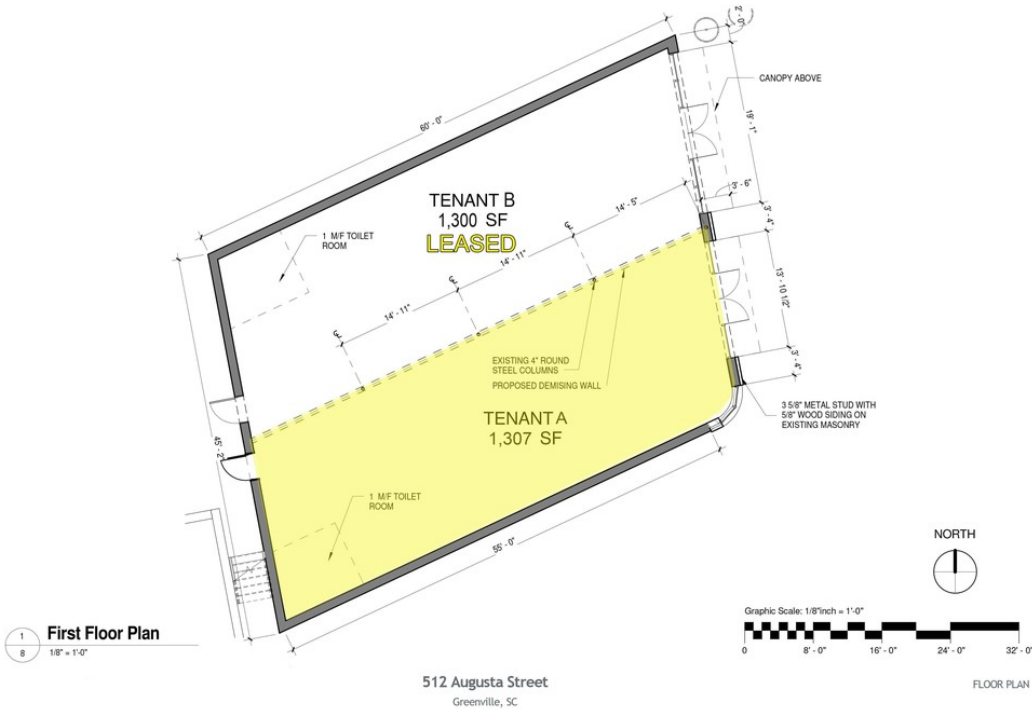 2' - 0"
CANOPY ABOVE
60' - 0"
19' - 1"
TENANT B
1,300 SF
LEASED
1 M/F TOILET
ROOM
14' - 5"
14' - 11"
14' - 11"
3' - 4"
13' - 10 1/2"
3' - 4"
EXISTING 4" ROUND
STEEL COLUMNS
PROPOSED DEMISING WALL
3 5/8" METAL STUD WITH
5/8" WOOD SIDING ON
EXISTING MASONRY
TENANT A
1,307 SF
45' - 2"
1 M/F TOILET
ROOM
55' - 0"
NORTH
Graphic Scale: 1/8"inch = 1'-0"
0 8' - 0" 16' - 0" 24' - 0" 32' - 0"
1
8
First Floor Plan
1/8" = 1'-0"
512 Augusta Street
Greenville, SC
FLOOR PLAN